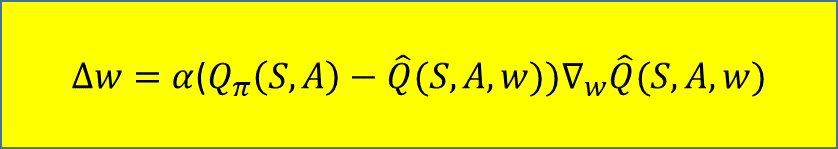 Δw = α(Q_π(S, A) − Q̂(S, A, w))∇_w Q̂(S, A, w)